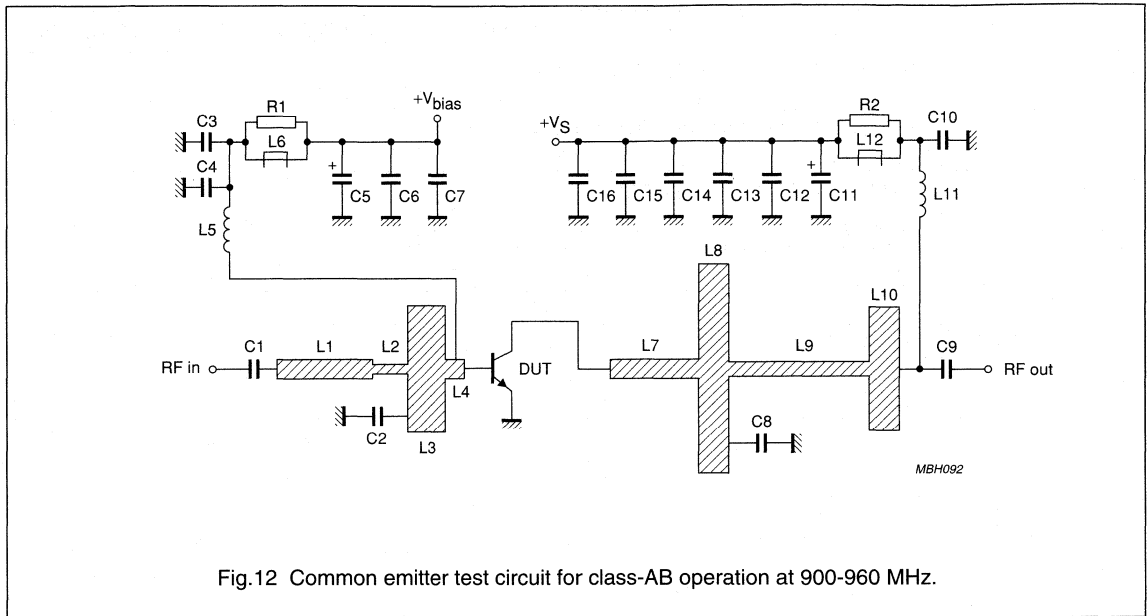 +Vbias
R1
C3
L6
C4
+
C5
C6
C7
L5
+VS
R2
C10
L12
+
C16
C15
C14
C13
C12
C11
L11
L8
L10
RF in
C1
L1
L2
L4
DUT
L7
L9
C9
RF out
C2
L3
C8
MBH092
Fig.12 Common emitter test circuit for class-AB operation at 900-960 MHz.